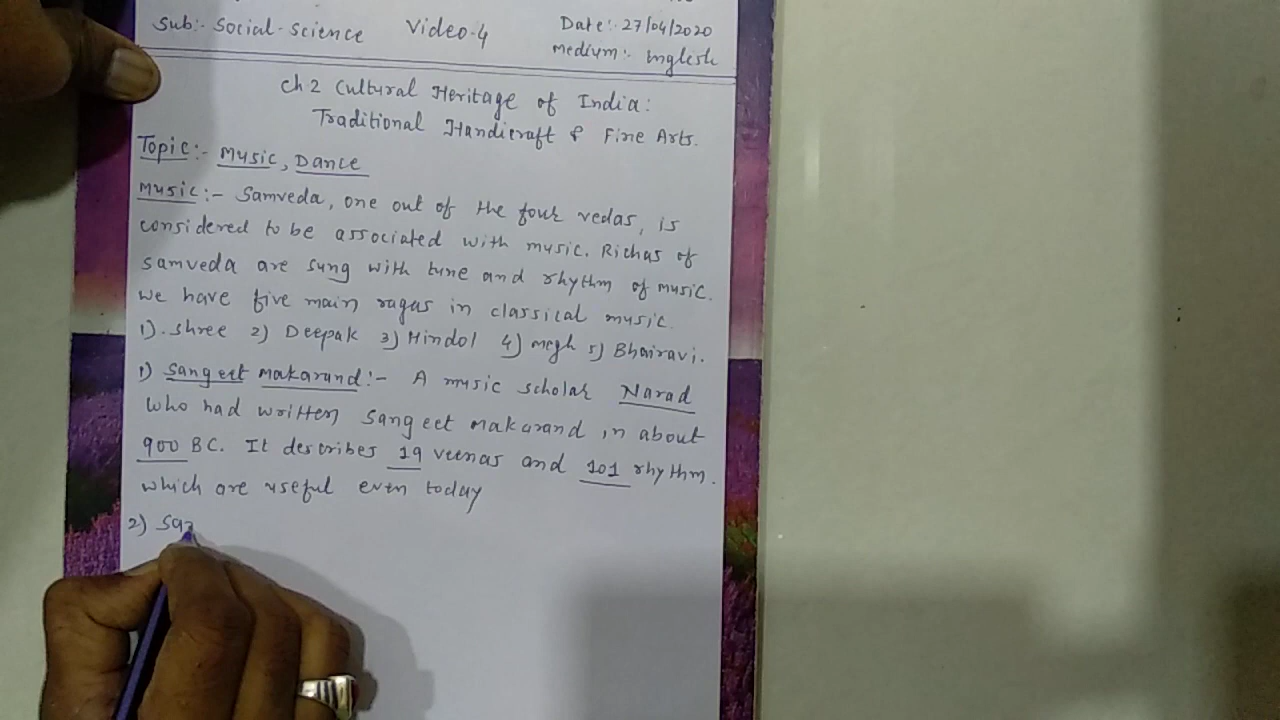 Sub:- Social-Science Video-4 Date:- 27/04/2020
Medium:- English
Ch 2 Cultural Heritage of India:
Traditional Handicraft & Fine Arts.
Topic:- Music, Dance
Music:- Samveda, one out of the four vedas, is
considered to be associated with music. Richas of
samveda are sung with tune and rhythm of music.
we have five main ragas in classical music.
1). Shree 2) Deepak 3) Hindol 4) megh 5) Bhairavi.
1) Sangeet Makarand:- A music scholar Narad
who had written Sangeet Makarand in about
900 BC. It describes 19 veenas and 101 rhythm.
which are useful even today
2) Sa